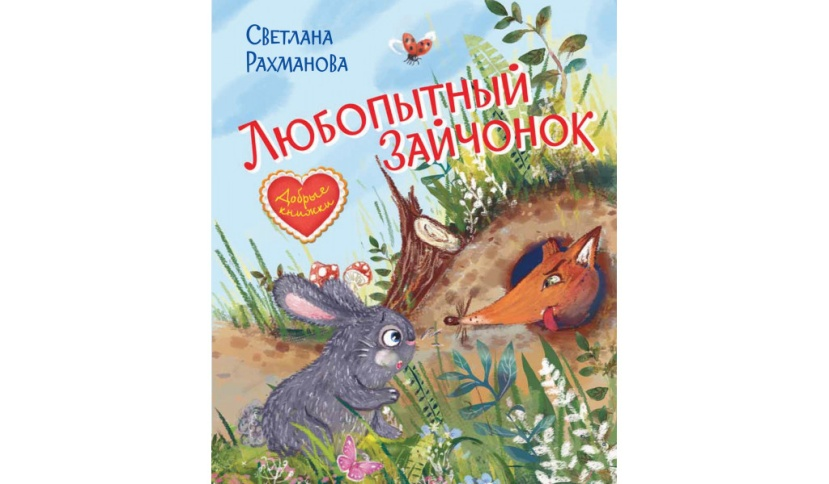 Светлана
Рахманова
Любопытный
Зайчонок
Добрые
книжки